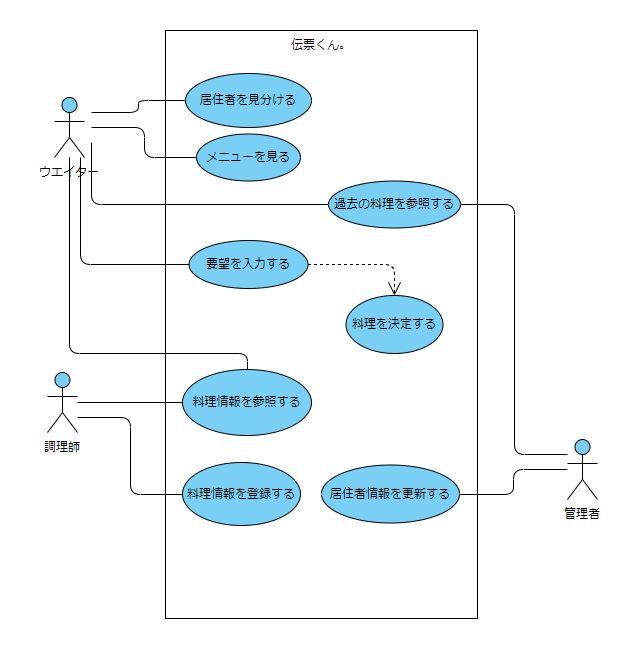 伝票くん。
居住者を見分ける
メニューを見る
ウエイター
過去の料理を参照する
要望を入力する
料理を決定する
料理情報を参照する
調理師
料理情報を登録する
居住者情報を更新する
管理者